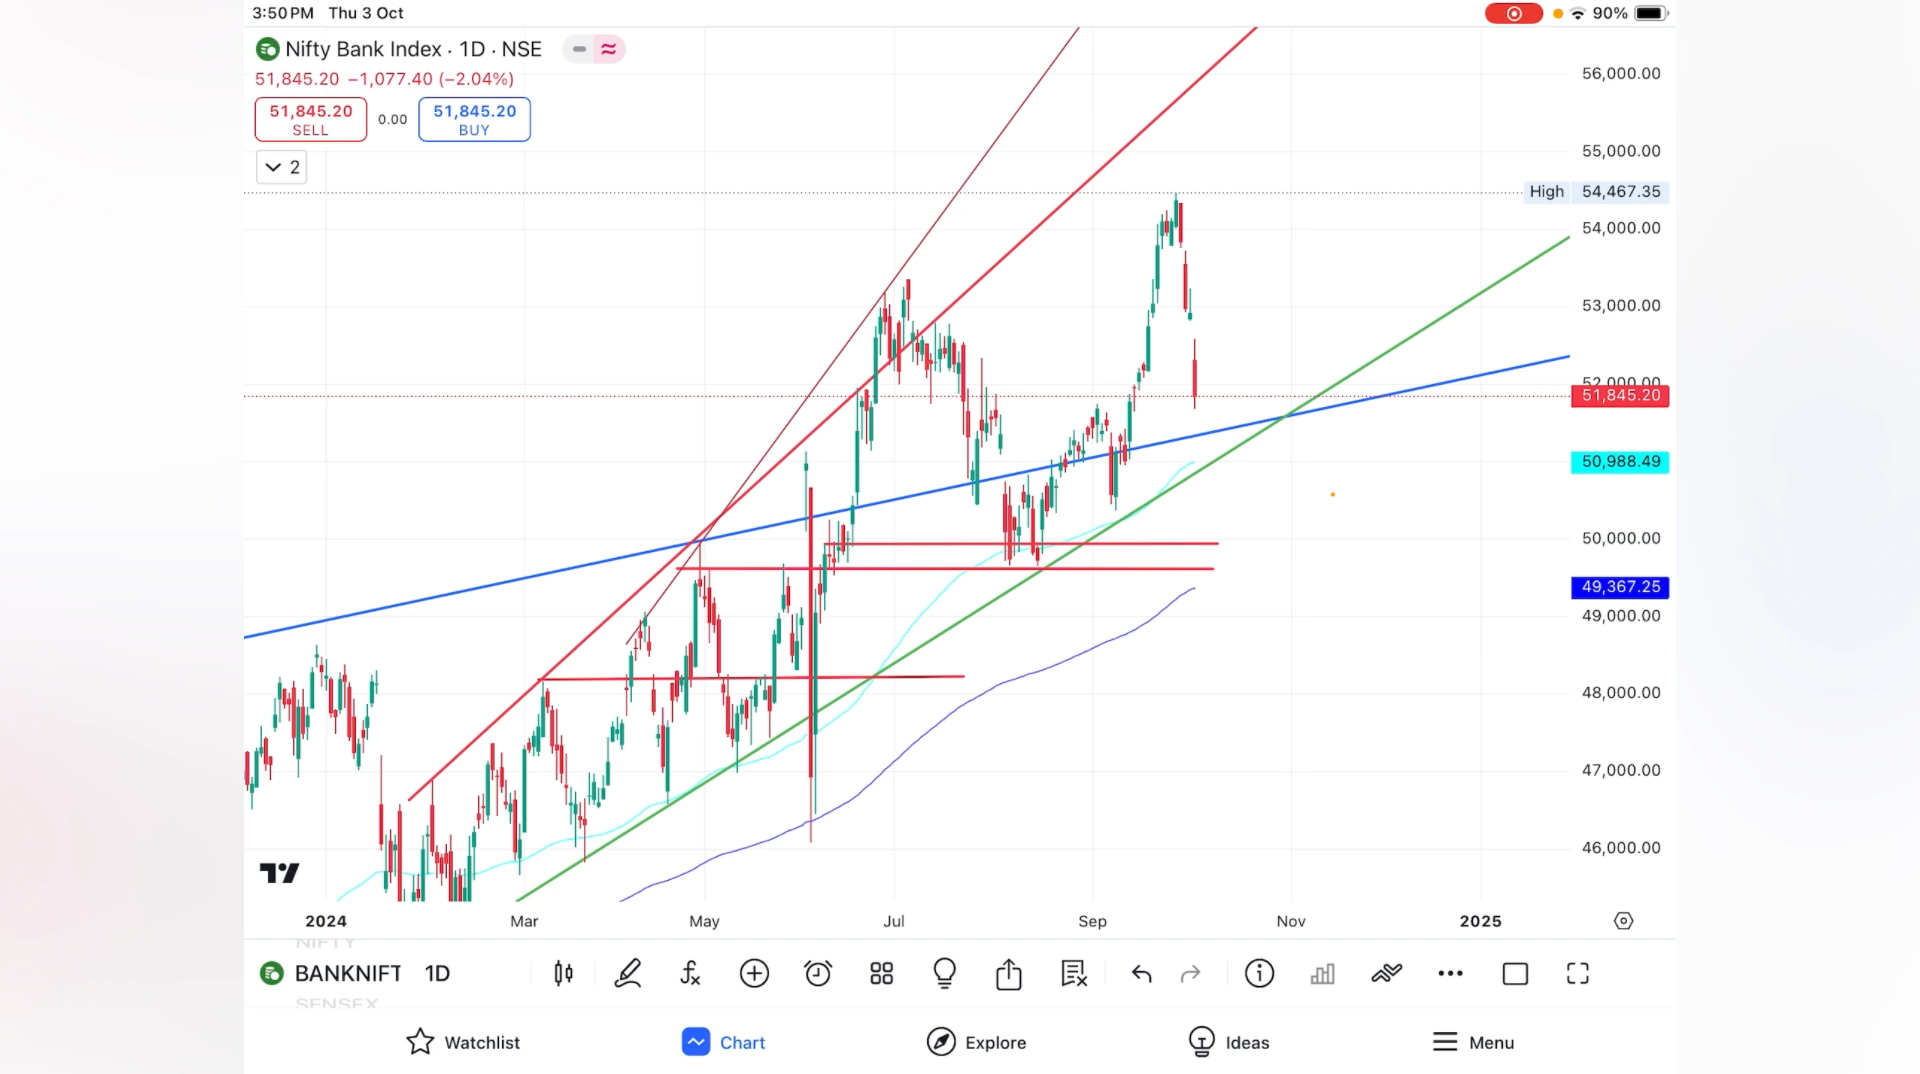 3:50 PM Thu 3 Oct
90%
Nifty Bank Index · 1D · NSE
51,845.20 −1,077.40 (−2.04%)
51,845.20
SELL
0.00
51,845.20
BUY
2
56,000.00
55,000.00
High 54,467.35
54,000.00
53,000.00
52,000.00
51,845.20
50,988.49
50,000.00
49,367.25
49,000.00
48,000.00
47,000.00
46,000.00
2024 Mar May Jul Sep Nov 2025
NIFTY
BANKNIFT 1D
SENSEX
Watchlist Chart Explore Ideas Menu